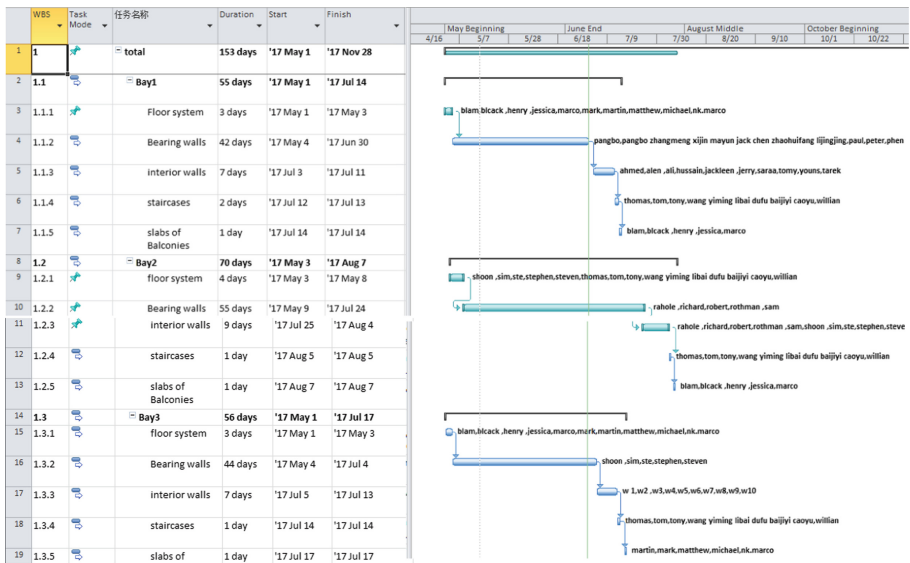 WBS Task Mode 任务名称 Duration Start Finish
May Beginning June End August Middle October Beginning
4/16 5/7 5/28 6/18 7/9 7/30 8/20 9/10 10/1 10/22
1 1 total 153 days '17 May 1 '17 Nov 28
2 1.1 Bay1 55 days '17 May 1 '17 Jul 14
3 1.1.1 Floor system 3 days '17 May 1 '17 May 3 blam,blcack ,henry ,jessica,marco,mark,martin,matthew,michael,nk.marco
4 1.1.2 Bearing walls 42 days '17 May 4 '17 Jun 30 pangbo,pangbo zhangmeng xijin mayun jack chen zhaohuifang lijingjing,paul,peter,phen
5 1.1.3 interior walls 7 days '17 Jul 3 '17 Jul 11 ahmed,alen ,ali,hussain,jackleen ,jerry,saraa,tomy,youns,tarek
6 1.1.4 staircases 2 days '17 Jul 12 '17 Jul 13 thomas,tom,tony,wang yiming libai dufu baijiyi caoyu,willian
7 1.1.5 slabs of Balconies 1 day '17 Jul 14 '17 Jul 14 blam,blcack ,henry ,jessica,marco
8 1.2 Bay2 70 days '17 May 3 '17 Aug 7
9 1.2.1 floor system 4 days '17 May 3 '17 May 8 shoon ,sim,ste,stephen,steven,thomas,tom,tony,wang yiming libai dufu baijiyi caoyu,willian
10 1.2.2 Bearing walls 55 days '17 May 9 '17 Jul 24 rahole ,richard,robert,rothman ,sam
11 1.2.3 interior walls 9 days '17 Jul 25 '17 Aug 4 rahole ,richard,robert,rothman ,sam,shoon ,sim,ste,stephen,steve
12 1.2.4 staircases 1 day '17 Aug 5 '17 Aug 5 thomas,tom,tony,wang yiming libai dufu baijiyi caoyu,willian
13 1.2.5 slabs of Balconies 1 day '17 Aug 7 '17 Aug 7 blam,blcack ,henry ,jessica,marco
14 1.3 Bay3 56 days '17 May 1 '17 Jul 17
15 1.3.1 floor system 3 days '17 May 1 '17 May 3 blam,blcack ,henry ,jessica,marco,mark,martin,matthew,michael,nk.marco
16 1.3.2 Bearing walls 44 days '17 May 4 '17 Jul 4 shoon ,sim,ste,stephen,steven
17 1.3.3 interior walls 7 days '17 Jul 5 '17 Jul 13 w 1,w2 ,w3,w4,w5,w6,w7,w8,w9,w10
18 1.3.4 staircases 1 day '17 Jul 14 '17 Jul 14 thomas,tom,tony,wang yiming libai dufu baijiyi caoyu,willian
19 1.3.5 slabs of 1 day '17 Jul 17 '17 Jul 17 martin,mark,matthew,michael,nk.marco